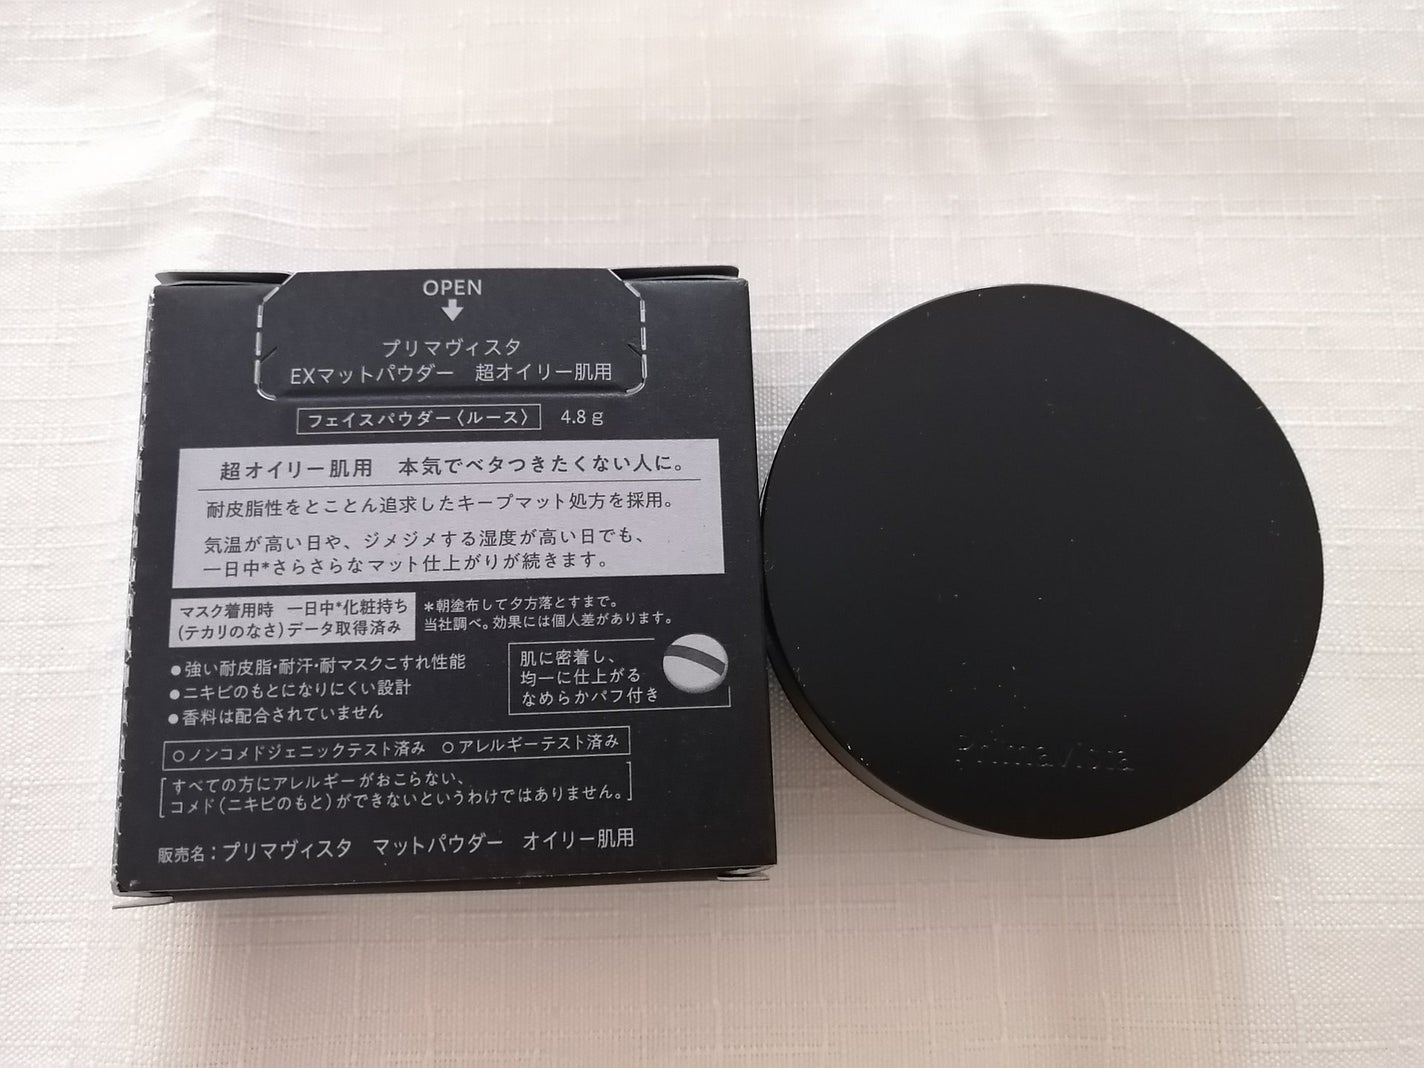 OPEN
プリマヴィスタ
EXマットパウダー 超オイリー肌用
フェイスパウダー〈ルース〉 4.8g
超オイリー肌用 本気でベタつきたくない人に。
耐皮脂性をとことん追求したキープマット処方を採用。
気温が高い日や、ジメジメする湿度が高い日でも、
一日中*さらさらなマット仕上がりが続きます。
マスク着用時 一日中*化粧持ち
(テカリのなさ)データ取得済み
*朝塗布して夕方落とすまで。
当社調べ。効果には個人差があります。
●強い耐皮脂・耐汗・耐マスクこすれ性能
●ニキビのもとになりにくい設計
●香料は配合されていません
肌に密着し、
均一に仕上がる
なめらかパフ付き
○ノンコメドジェニックテスト済み ○アレルギーテスト済み
[すべての方にアレルギーがおこらない、
コメド(ニキビのもと)ができないというわけではありません。]
販売名:プリマヴィスタ マットパウダー オイリー肌用
Primavista